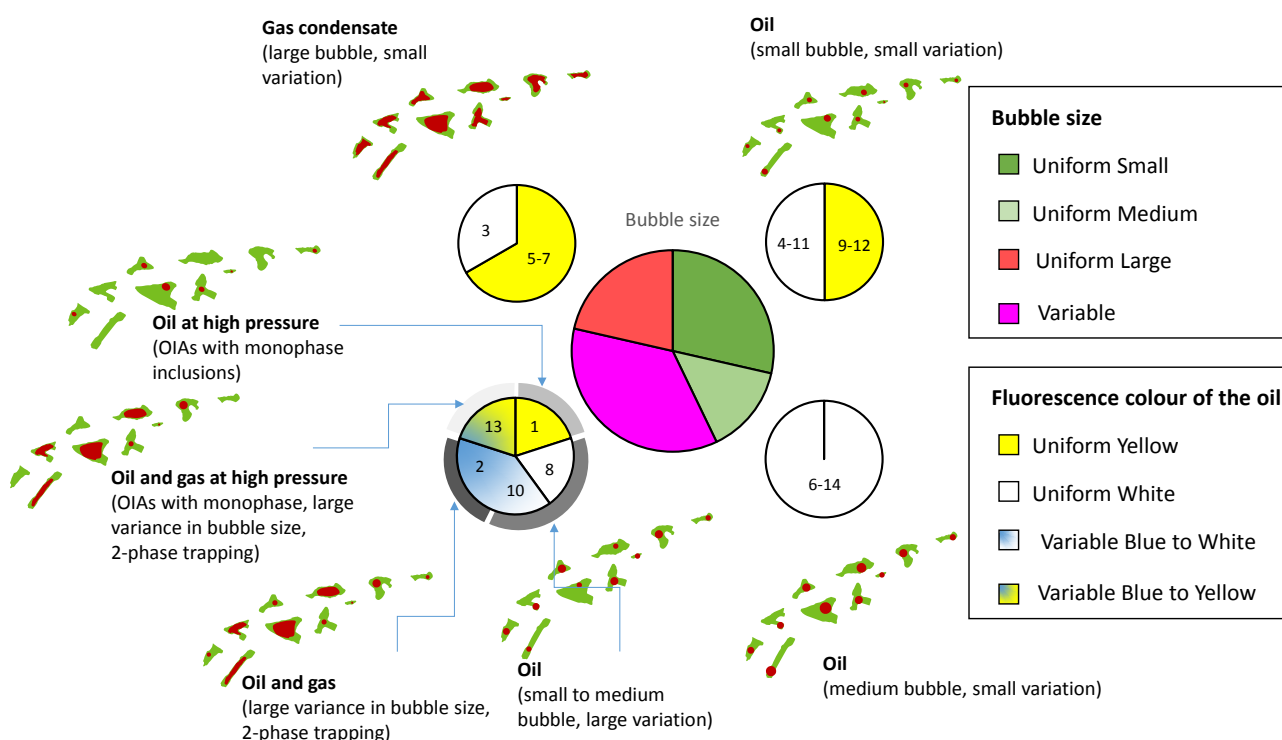 Gas condensate
(large bubble, small
variation)
Oil
(small bubble, small variation)
Bubble size
Uniform Small
Uniform Medium
Uniform Large
Variable
3
5-7
Bubble size
4-11
9-12
Oil at high pressure
(OIAs with monophase
inclusions)
Fluorescence colour of the oil
Uniform Yellow
Uniform White
Variable Blue to White
Variable Blue to Yellow
13
1
2
8
10
6-14
Oil and gas at high pressure
(OIAs with monophase, large
variance in bubble size,
2-phase trapping)
Oil and gas
(large variance in bubble size,
2-phase trapping)
Oil
(small to medium
bubble, large variation)
Oil
(medium bubble, small variation)